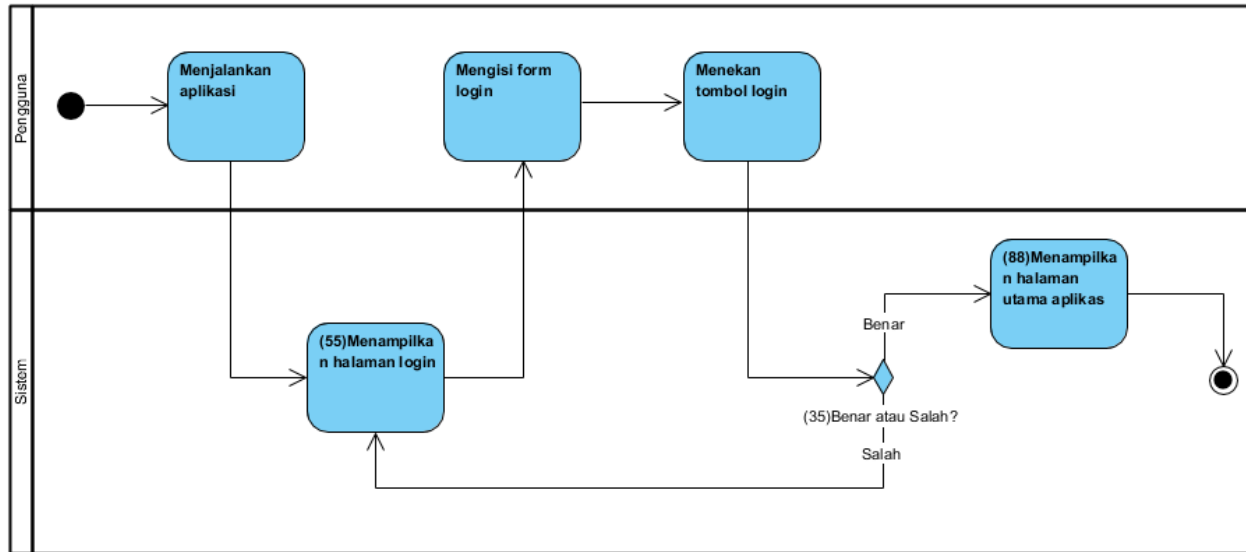 Pengguna
Menjalankan
aplikasi
Mengisi form
login
Menekan
tombol login
Sistem
(55)Menampilka
n halaman login
(88)Menampilka
n halaman
utama aplikas
Benar
(35)Benar atau Salah?
Salah